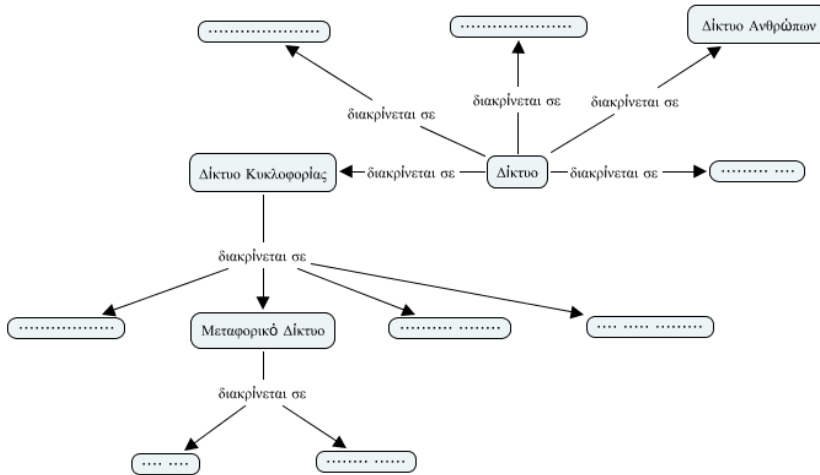 .....................
.....................
Δίκτυο Ανθρώπων
διακρίνεται σε
διακρίνεται σε
διακρίνεται σε
Δίκτυο Κυκλοφορίας
διακρίνεται σε
Δίκτυο
διακρίνεται σε
......... ....
διακρίνεται σε
..................
Μεταφορικό Δίκτυο
.......... ........
.... ..... .........
διακρίνεται σε
.... ....
........ ......